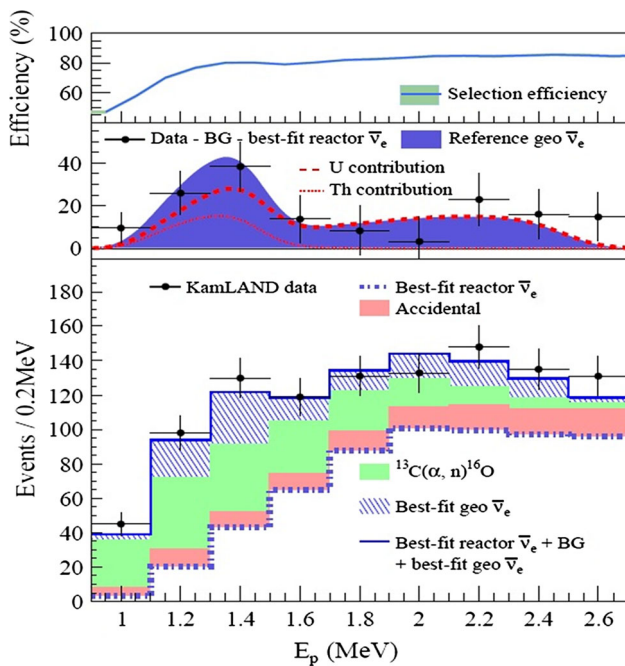 Efficiency (%)
100
80
60
Selection efficiency
Data - BG - best-fit reactor ν̅ₑ
Reference geo ν̅ₑ
U contribution
Th contribution
40
20
0
KamLAND data
Best-fit reactor ν̅ₑ
Accidental
¹³C(α, n)¹⁶O
Best-fit geo ν̅ₑ
Best-fit reactor ν̅ₑ + BG
+ best-fit geo ν̅ₑ
Events / 0.2MeV
180
160
140
120
100
80
60
40
20
0
1 1.2 1.4 1.6 1.8 2 2.2 2.4 2.6
Eₚ (MeV)